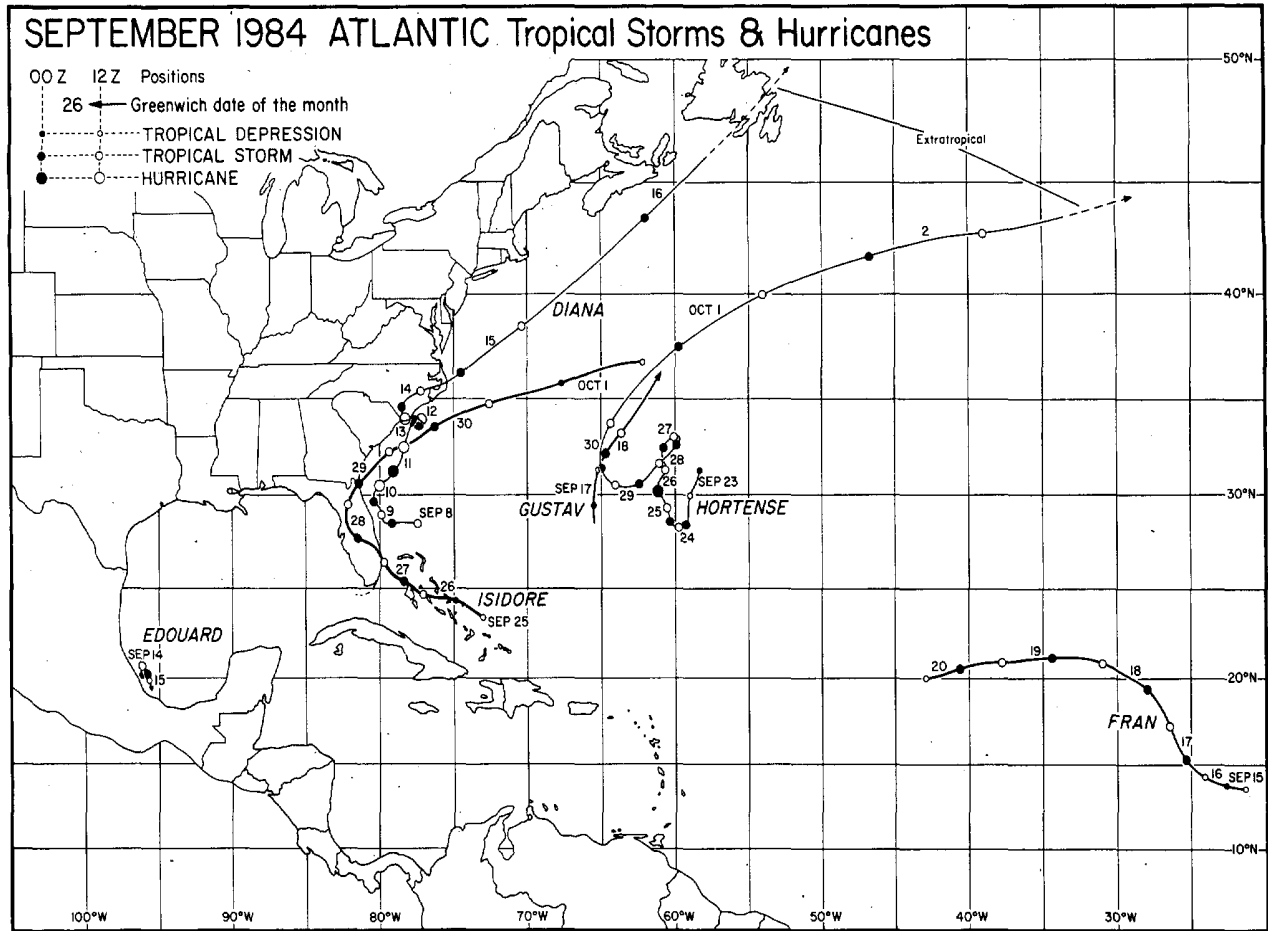 SEPTEMBER 1984 ATLANTIC Tropical Storms & Hurricanes
00 Z 12 Z Positions
26 Greenwich date of the month
TROPICAL DEPRESSION
TROPICAL STORM
HURRICANE
50°N
Extratropical
16
2
40°N
OCT 1
DIANA
15
OCT 1
14
12
13
30
11
29
10
9
SEP 8
28
27
26
ISIDORE
SEP 25
30
18
SEP 17
GUSTAV
29
27
28
26
25
24
SEP 23
HORTENSE
30°N
EDOUARD
SEP 14
15
20
19
18
20°N
FRAN
17
16
SEP 15
10°N
100°W 90°W 80°W 70°W 60°W 50°W 40°W 30°W